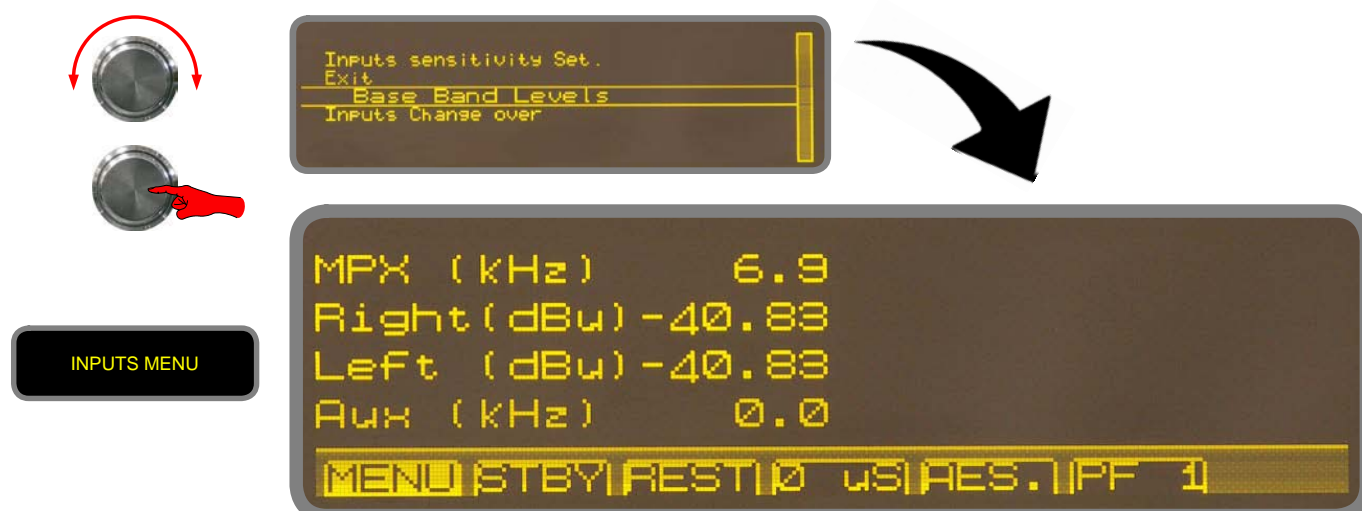 Inputs sensitivity Set.
Exit
Base Band Levels
Inputs Change over
INPUTS MENU
MPX (kHz) 6.9
Right(dBu)-40.83
Left (dBu)-40.83
Aux (kHz) 0.0
MENU STBY REST 0 uS AES. PF 1